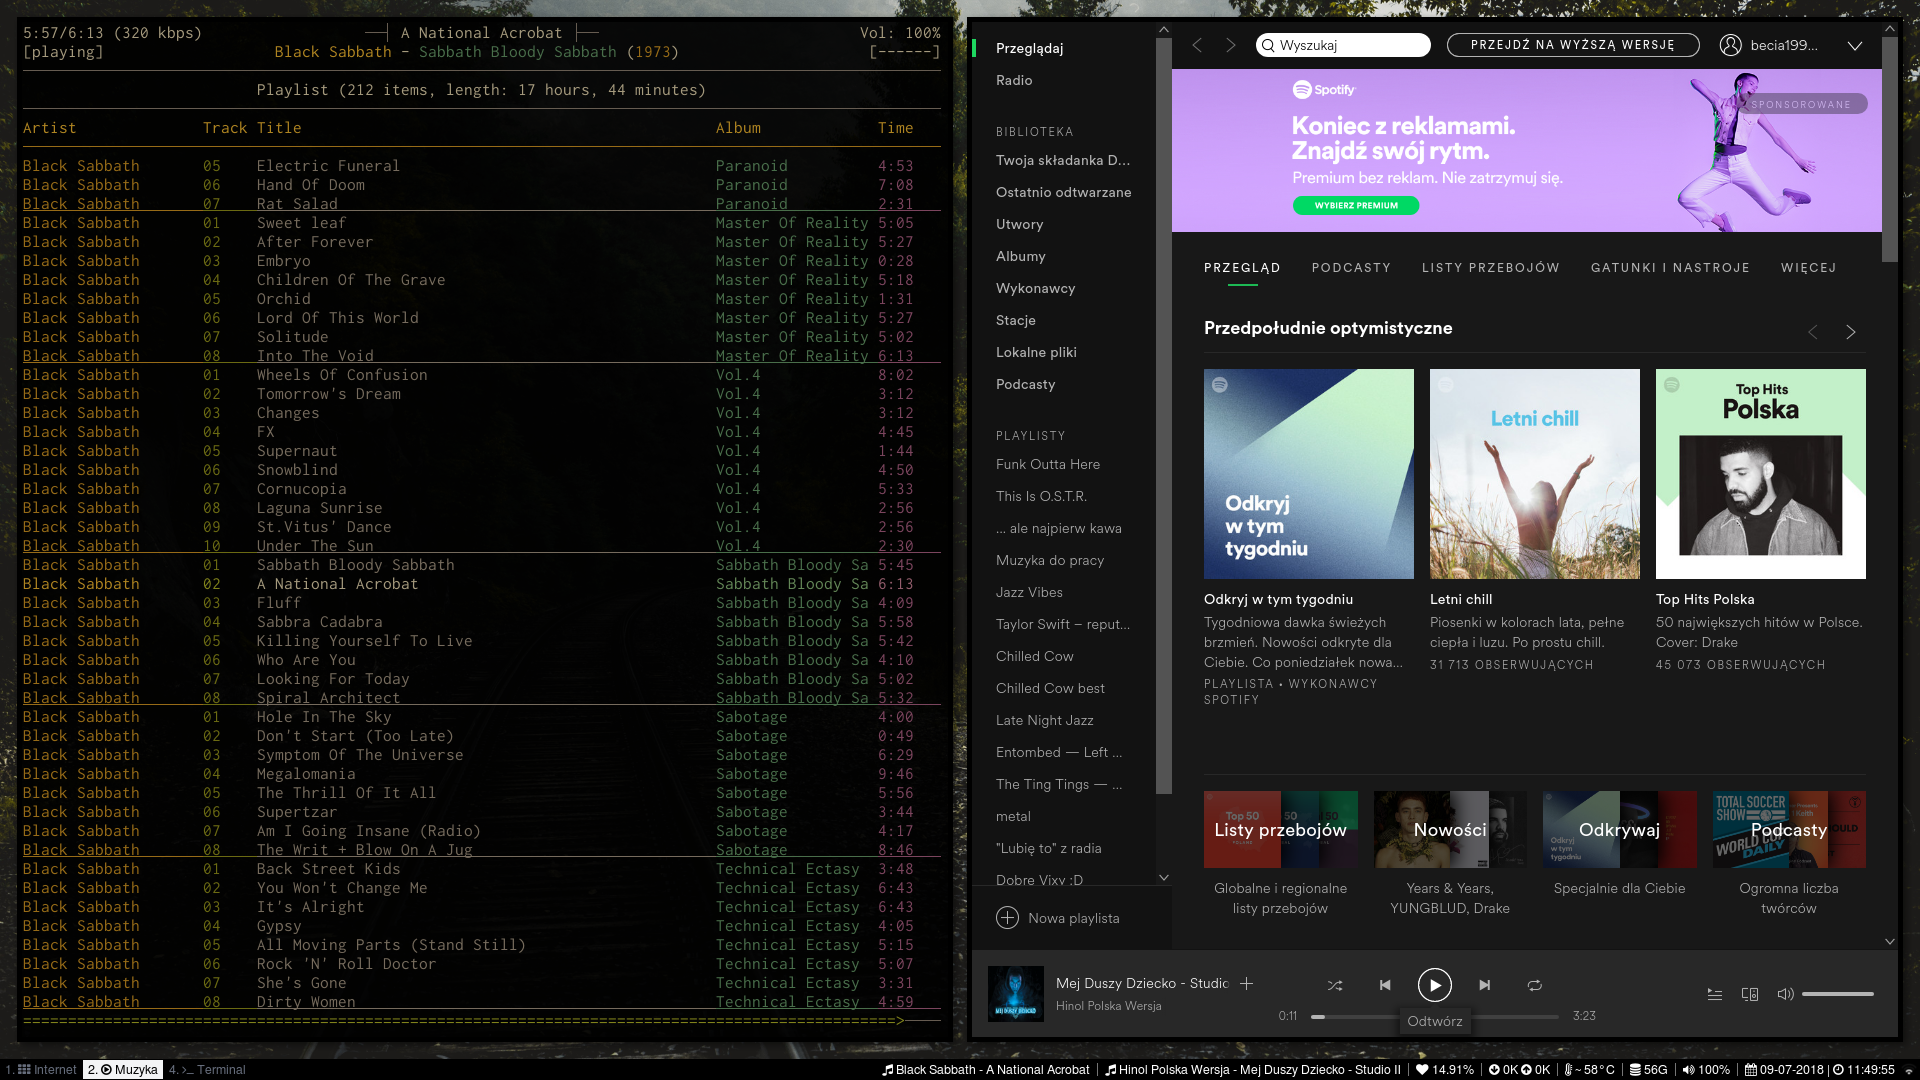 5:57/6:13 (320 kbps) A National Acrobat Vol: 100%
[playing] Black Sabbath - Sabbath Bloody Sabbath (1973) [------]
Playlist (212 items, length: 17 hours, 44 minutes)
Artist Track Title Album Time
Black Sabbath 05 Electric Funeral Paranoid 4:53
Black Sabbath 06 Hand Of Doom Paranoid 7:08
Black Sabbath 07 Rat Salad Paranoid 2:31
Black Sabbath 01 Sweet leaf Master Of Reality 5:05
Black Sabbath 02 After Forever Master Of Reality 5:27
Black Sabbath 03 Embryo Master Of Reality 0:28
Black Sabbath 04 Children Of The Grave Master Of Reality 5:18
Black Sabbath 05 Orchid Master Of Reality 1:31
Black Sabbath 06 Lord Of This World Master Of Reality 5:27
Black Sabbath 07 Solitude Master Of Reality 5:02
Black Sabbath 08 Into The Void Master Of Reality 6:13
Black Sabbath 01 Wheels Of Confusion Vol.4 8:02
Black Sabbath 02 Tomorrow's Dream Vol.4 3:12
Black Sabbath 03 Changes Vol.4 3:12
Black Sabbath 04 FX Vol.4 4:45
Black Sabbath 05 Supernaut Vol.4 1:44
Black Sabbath 06 Snowblind Vol.4 4:50
Black Sabbath 07 Cornucopia Vol.4 5:33
Black Sabbath 08 Laguna Sunrise Vol.4 2:56
Black Sabbath 09 St.Vitus' Dance Vol.4 2:56
Black Sabbath 10 Under The Sun Vol.4 2:30
Black Sabbath 01 Sabbath Bloody Sabbath Sabbath Bloody Sa 5:45
Black Sabbath 02 A National Acrobat Sabbath Bloody Sa 6:13
Black Sabbath 03 Fluff Sabbath Bloody Sa 4:09
Black Sabbath 04 Sabbra Cadabra Sabbath Bloody Sa 5:58
Black Sabbath 05 Killing Yourself To Live Sabbath Bloody Sa 5:42
Black Sabbath 06 Who Are You Sabbath Bloody Sa 4:10
Black Sabbath 07 Looking For Today Sabbath Bloody Sa 5:02
Black Sabbath 08 Spiral Architect Sabbath Bloody Sa 5:32
Black Sabbath 01 Hole In The Sky Sabotage 4:00
Black Sabbath 02 Don't Start (Too Late) Sabotage 0:49
Black Sabbath 03 Symptom Of The Universe Sabotage 6:29
Black Sabbath 04 Megalomania Sabotage 9:46
Black Sabbath 05 The Thrill Of It All Sabotage 5:56
Black Sabbath 06 Supertzar Sabotage 3:44
Black Sabbath 07 Am I Going Insane (Radio) Sabotage 4:17
Black Sabbath 08 The Writ + Blow On A Jug Sabotage 8:46
Black Sabbath 01 Back Street Kids Technical Ectasy 3:48
Black Sabbath 02 You Won't Change Me Technical Ectasy 6:43
Black Sabbath 03 It's Alright Technical Ectasy 6:43
Black Sabbath 04 Gypsy Technical Ectasy 4:05
Black Sabbath 05 All Moving Parts (Stand Still) Technical Ectasy 5:15
Black Sabbath 06 Rock 'N' Roll Doctor Technical Ectasy 5:07
Black Sabbath 07 She's Gone Technical Ectasy 3:31
Black Sabbath 08 Dirty Women Technical Ectasy 4:59
Przeglądaj
Radio
BIBLIOTEKA
Twoja składanka D...
Ostatnio odtwarzane
Utwory
Albumy
Wykonawcy
Stacje
Lokalne pliki
Podcasty
PLAYLISTY
Funk Outta Here
This Is O.S.T.R.
... ale najpierw kawa
Muzyka do pracy
Jazz Vibes
Taylor Swift – reput...
Chilled Cow
Chilled Cow best
Late Night Jazz
Entombed — Left ...
The Ting Tings — ...
metal
"Lubię to" z radia
Dobre Vixy :D
Nowa playlista
Wyszukaj PRZEJDŹ NA WYŻSZĄ WERSJĘ becia199...
Spotify
SPONSOROWANE
Koniec z reklamami.
Znajdź swój rytm.
Premium bez reklam. Nie zatrzymuj się.
WYBIERZ PREMIUM
PRZEGLĄD PODCASTY LISTY PRZEBOJÓW GATUNKI I NASTROJE WIĘCEJ
Przedpołudnie optymistyczne
Odkryj
w tym
tygodniu
Letni chill
Top Hits
Polska
Odkryj w tym tygodniu
Tygodniowa dawka świeżych
brzmień. Nowości odkryte dla
Ciebie. Co poniedziałek nowa...
PLAYLISTA • WYKONAWCY
SPOTIFY
Letni chill
Piosenki w kolorach lata, pełne
ciepła i luzu. Po prostu chill.
31 713 OBSERWUJĄCYCH
Top Hits Polska
50 największych hitów w Polsce.
Cover: Drake
45 073 OBSERWUJĄCYCH
Top 50
50
Listy przebojów
Globalne i regionalne
listy przebojów
Nowości
Years & Years,
YUNGBLUD, Drake
Odkryj
w tym
tygodniu
Odkrywaj
Specjalnie dla Ciebie
TOTAL SOCCER
SHOW
WORLD CUP
DAILY
Podcasty
Ogromna liczba
twórców
MEJ DUSZY DZIECKO
Mej Duszy Dziecko - Studio
Hinol Polska Wersja
0:11 3:23
Odtwórz
1. Internet 2. Muzyka 4. >_ Terminal Black Sabbath - A National Acrobat | Hinol Polska Wersja - Mej Duszy Dziecko - Studio II | 14.91% | 0K 0K | ~ 58°C | 56G | 100% | 09-07-2018 | 11:49:55